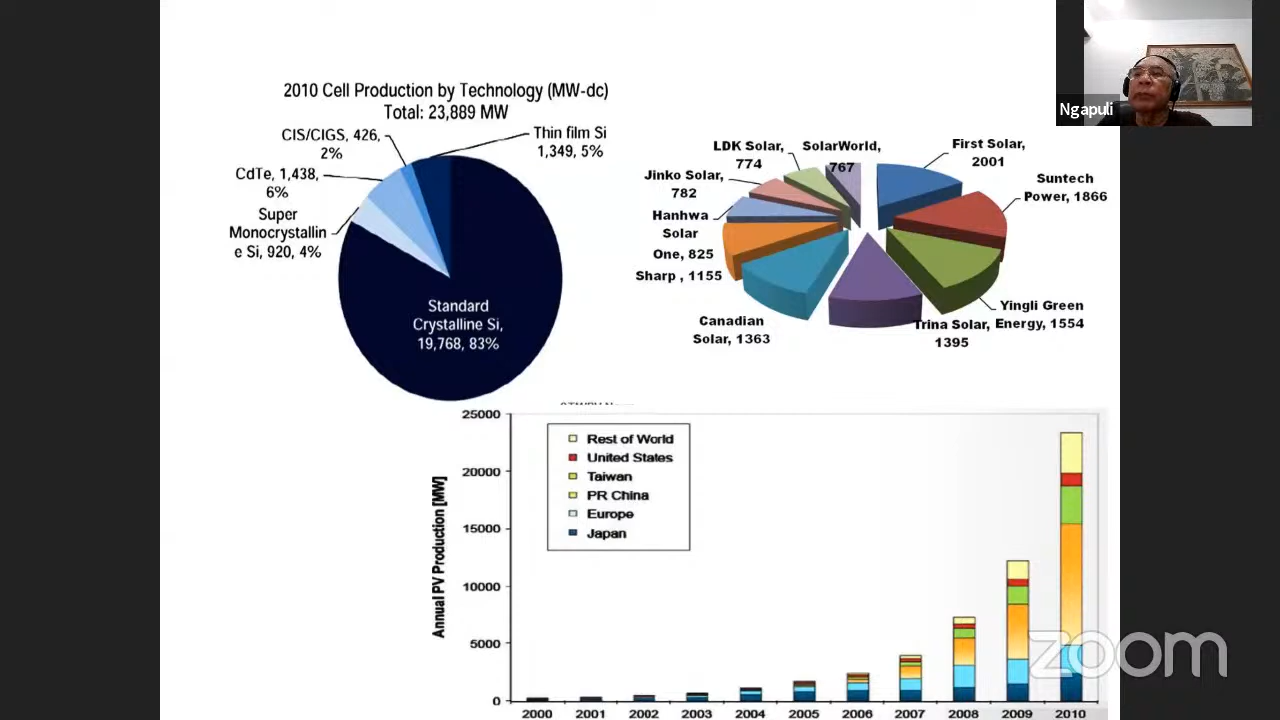 Ngapuli
2010 Cell Production by Technology (MW-dc)
Total: 23,889 MW
CIS/CIGS, 426,
2%
Thin film Si
1,349, 5%
CdTe, 1,438,
6%
Super
Monocrystallin
e Si, 920, 4%
Standard
Crystalline Si,
19,768, 83%
LDK Solar,
774
SolarWorld,
767
First Solar,
2001
Jinko Solar,
782
Suntech
Power, 1866
Hanhwa
Solar
One, 825
Sharp , 1155
Canadian
Solar, 1363
Trina Solar,
1395
Yingli Green
Energy, 1554
25000
20000
15000
10000
5000
0
Annual PV Production [MW]
Rest of World
United States
Taiwan
PR China
Europe
Japan
2000 2001 2002 2003 2004 2005 2006 2007 2008 2009 2010
zoom